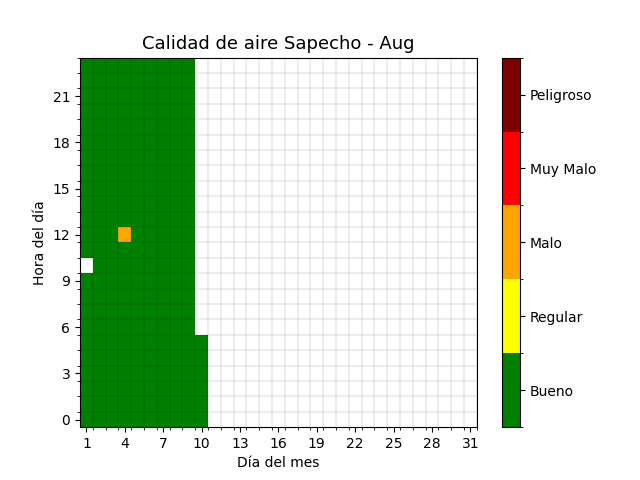 Calidad de aire Sapecho - Aug
Peligroso
Muy Malo
Malo
Regular
Bueno
Hora del día
21
18
15
12
9
6
3
0
1 4 7 10 13 16 19 22 25 28 31
Día del mes